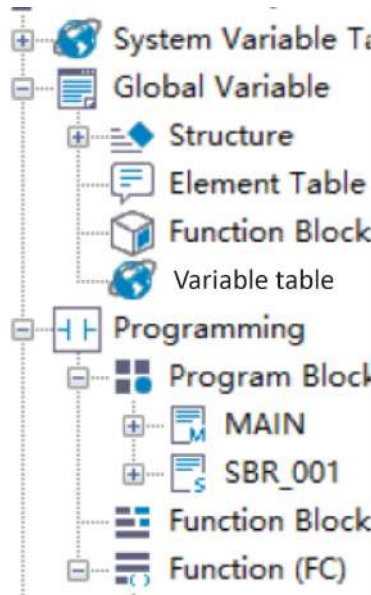 System Variable Ta
Global Variable
Structure
Element Table
Function Block
Variable table
Programming
Program Block
MAIN
SBR_001
Function Block
Function (FC)